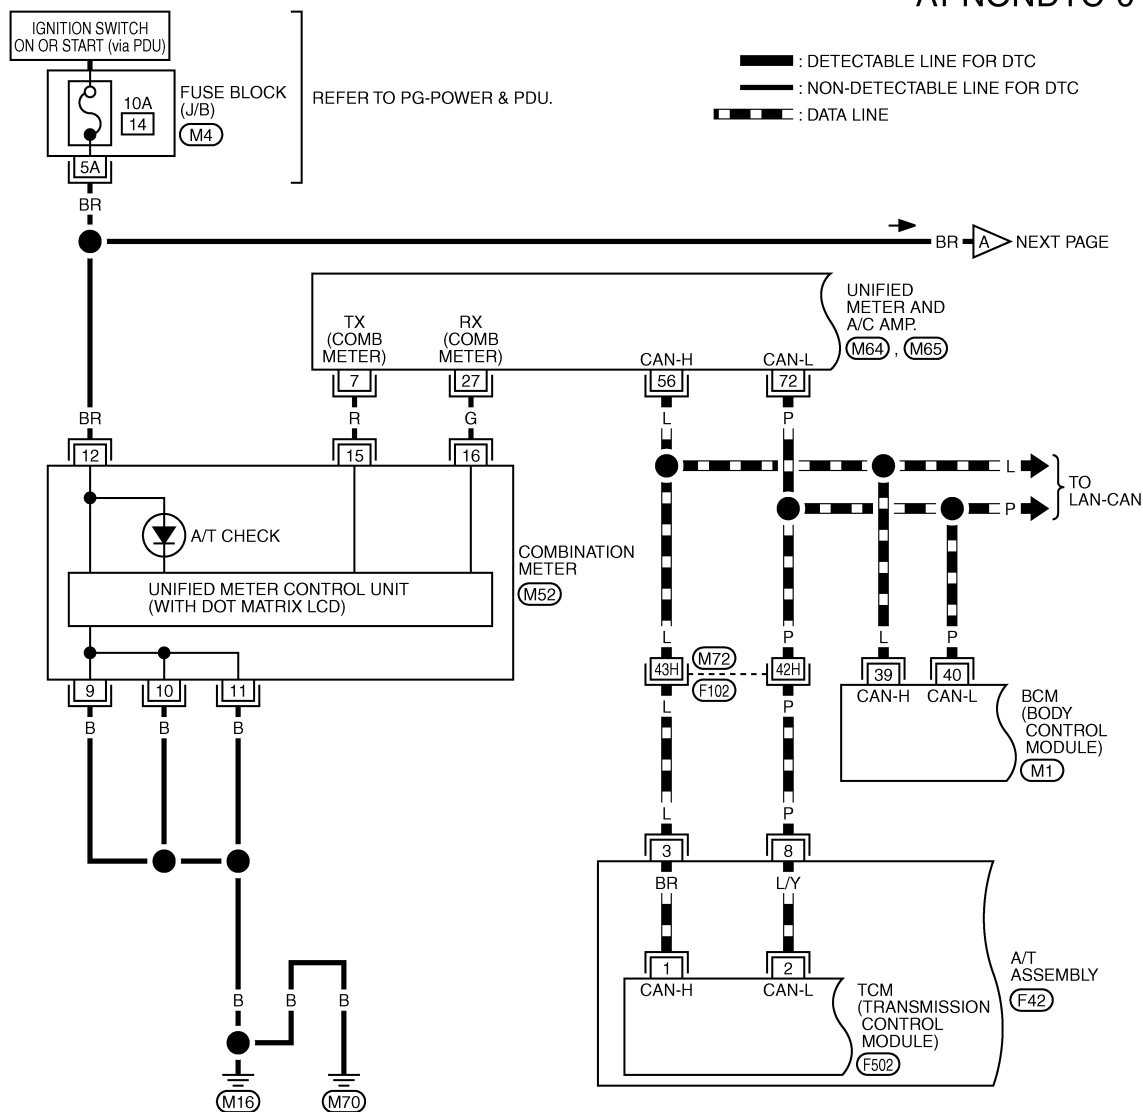 IGNITION SWITCH
ON OR START (via PDU)
10A
14
FUSE BLOCK
(J/B)
M4
REFER TO PG-POWER & PDU.
: DETECTABLE LINE FOR DTC
: NON-DETECTABLE LINE FOR DTC
: DATA LINE
5A
BR
BR
A
NEXT PAGE
UNIFIED
METER AND
A/C AMP.
M64 , M65
TX
(COMB
METER)
RX
(COMB
METER)
CAN-H
CAN-L
7
27
56
72
BR
R
G
L
P
12
15
16
L
P
TO
LAN-CAN
A/T CHECK
UNIFIED METER CONTROL UNIT
(WITH DOT MATRIX LCD)
COMBINATION
METER
M52
9
10
11
B
B
B
L
P
L
P
43H
M72
F102
42H
39
40
CAN-H
CAN-L
BCM
(BODY
CONTROL
MODULE)
M1
L
P
L
P
3
8
BR
L/Y
1
2
CAN-H
CAN-L
TCM
(TRANSMISSION
CONTROL
MODULE)
F502
A/T
ASSEMBLY
F42
B
B
B
M16
M70